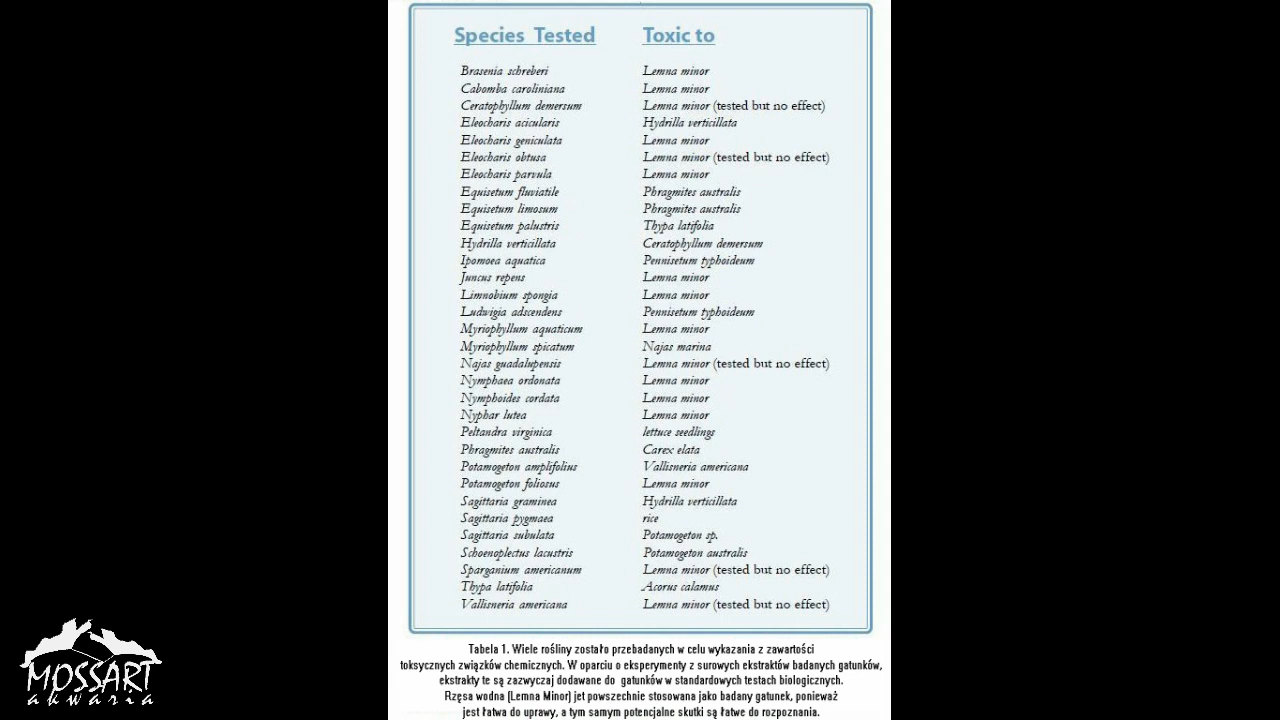 Species Tested Toxic to
Brasenia schreberi Lemna minor
Cabomba caroliniana Lemna minor
Ceratophyllum demersum Lemna minor (tested but no effect)
Eleocharis acicularis Hydrilla verticillata
Eleocharis geniculata Lemna minor
Eleocharis obtusa Lemna minor (tested but no effect)
Eleocharis parvula Lemna minor
Equisetum fluviatile Phragmites australis
Equisetum limosum Phragmites australis
Equisetum palustris Thypa latifolia
Hydrilla verticillata Ceratophyllum demersum
Ipomoea aquatica Pennisetum typhoideum
Juncus repens Lemna minor
Limnobium spongia Lemna minor
Ludwigia adscendens Pennisetum typhoideum
Myriophyllum aquaticum Lemna minor
Myriophyllum spicatum Najas marina
Najas guadalupensis Lemna minor (tested but no effect)
Nymphaea ordonata Lemna minor
Nymphoides cordata Lemna minor
Nyphar lutea Lemna minor
Peltandra virginica lettuce seedlings
Phragmites australis Carex elata
Potamogeton amplifolius Vallisneria americana
Potamogeton foliosus Lemna minor
Sagittaria graminea Hydrilla verticillata
Sagittaria pygmaea rice
Sagittaria subulata Potamogeton sp.
Schoenoplectus lacustris Potamogeton australis
Sparganium americanum Lemna minor (tested but no effect)
Thypa latifolia Acorus calamus
Vallisneria americana Lemna minor (tested but no effect)
Tabela 1. Wiele rośliny zostało przebadanych w celu wykazania z zawartości
toksycznych związków chemicznych. W oparciu o eksperymenty z surowych ekstraktów badanych gatunków,
ekstrakty te są zazwyczaj dodawane do gatunków w standardowych testach biologicznych.
Rzęsa wodna (Lemna Minor) jet powszechnie stosowana jako badany gatunek, ponieważ
jest łatwa do uprawy, a tym samym potencjalne skutki są łatwe do rozpoznania.
MOSSART
akwaria